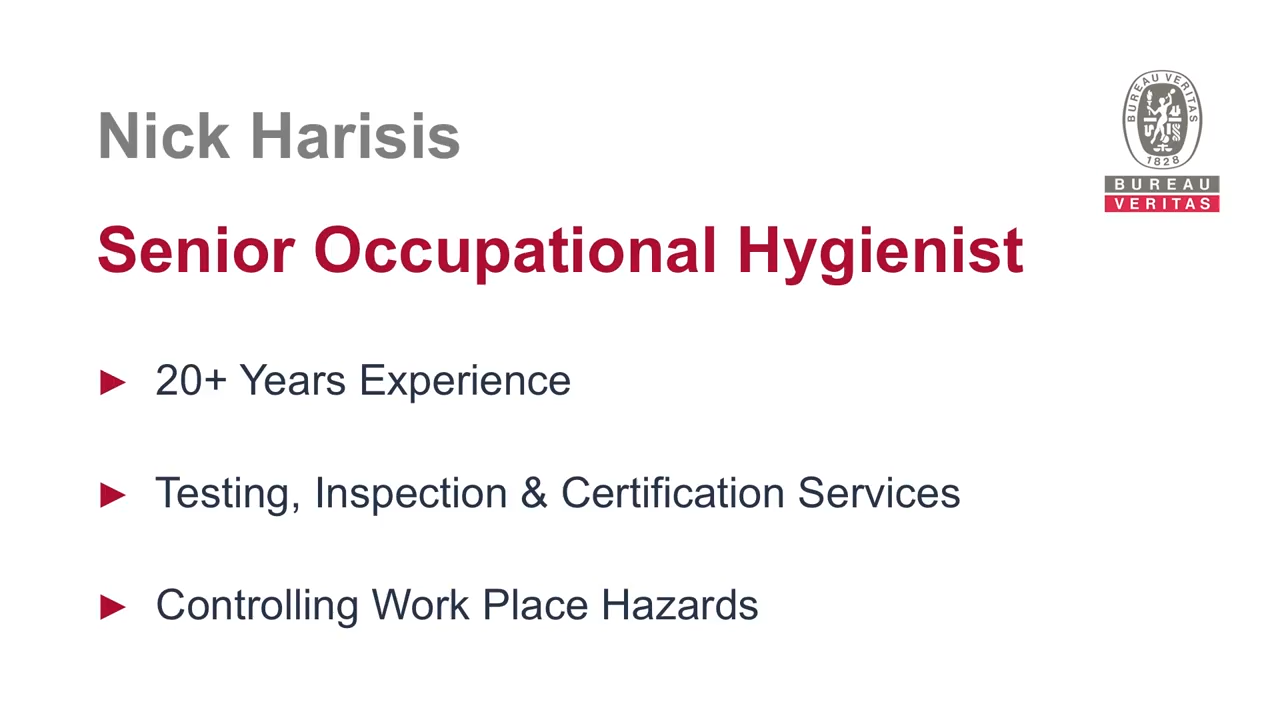 Nick Harisis
Senior Occupational Hygienist
► 20+ Years Experience
► Testing, Inspection & Certification Services
► Controlling Work Place Hazards
BUREAU VERITAS
1828
BUREAU
VERITAS